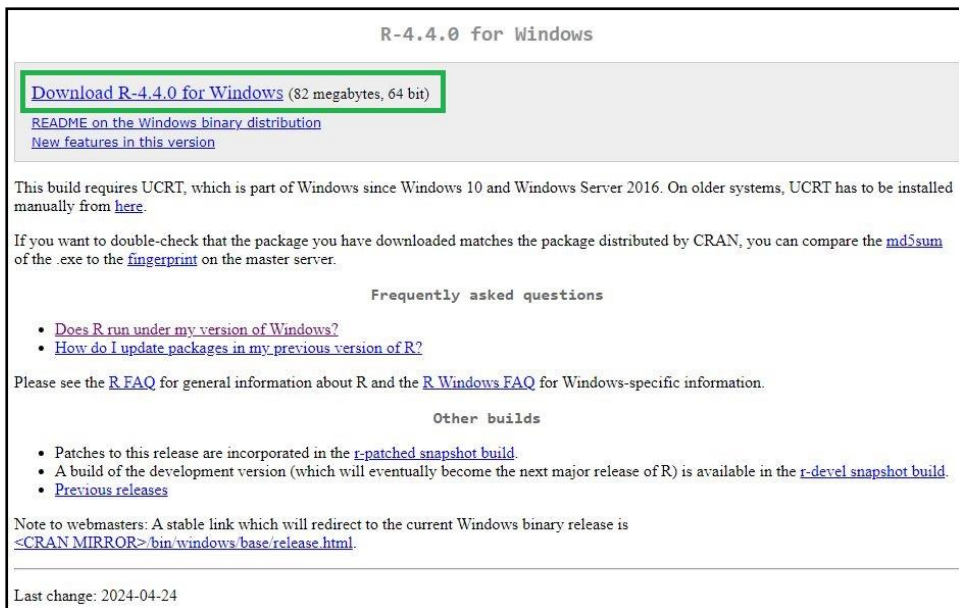 R-4.4.0 for Windows
Download R-4.4.0 for Windows (82 megabytes, 64 bit)
README on the Windows binary distribution
New features in this version
This build requires UCRT, which is part of Windows since Windows 10 and Windows Server 2016. On older systems, UCRT has to be installed
manually from here.
If you want to double-check that the package you have downloaded matches the package distributed by CRAN, you can compare the md5sum
of the .exe to the fingerprint on the master server.
Frequently asked questions
• Does R run under my version of Windows?
• How do I update packages in my previous version of R?
Please see the R FAQ for general information about R and the R Windows FAQ for Windows-specific information.
Other builds
• Patches to this release are incorporated in the r-patched snapshot build.
• A build of the development version (which will eventually become the next major release of R) is available in the r-devel snapshot build.
• Previous releases
Note to webmasters: A stable link which will redirect to the current Windows binary release is
<CRAN MIRROR>/bin/windows/base/release.html.
Last change: 2024-04-24